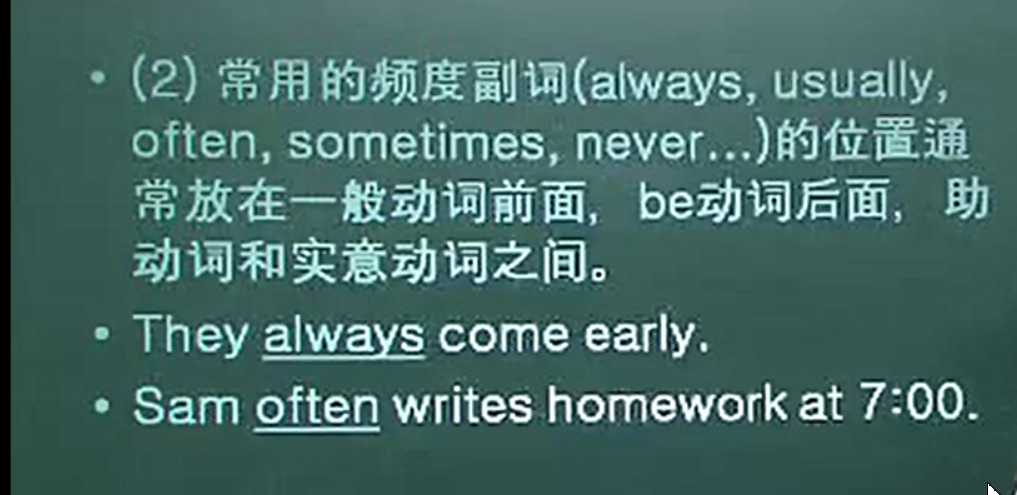 • (2) 常用的频度副词(always, usually,
often, sometimes, never...)的位置通
常放在一般动词前面, be动词后面, 助
动词和实意动词之间。
• They always come early.
• Sam often writes homework at 7:00.